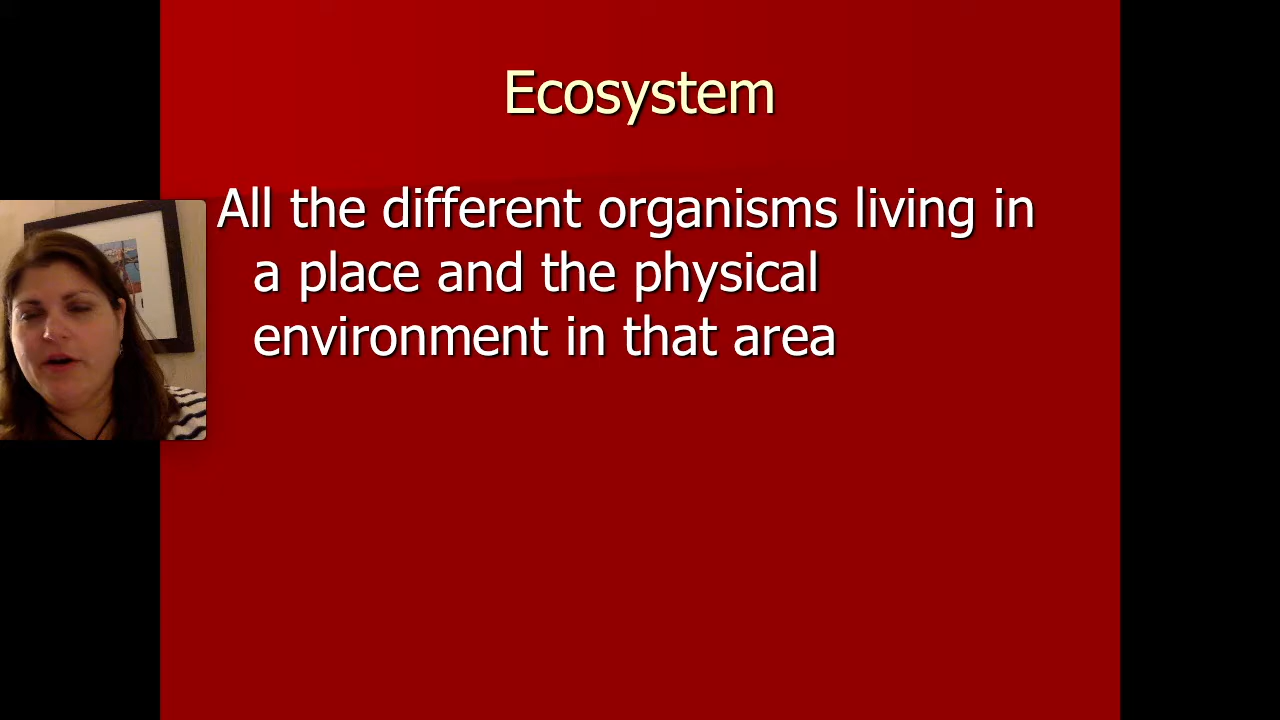 Ecosystem
All the different organisms living in
a place and the physical
environment in that area